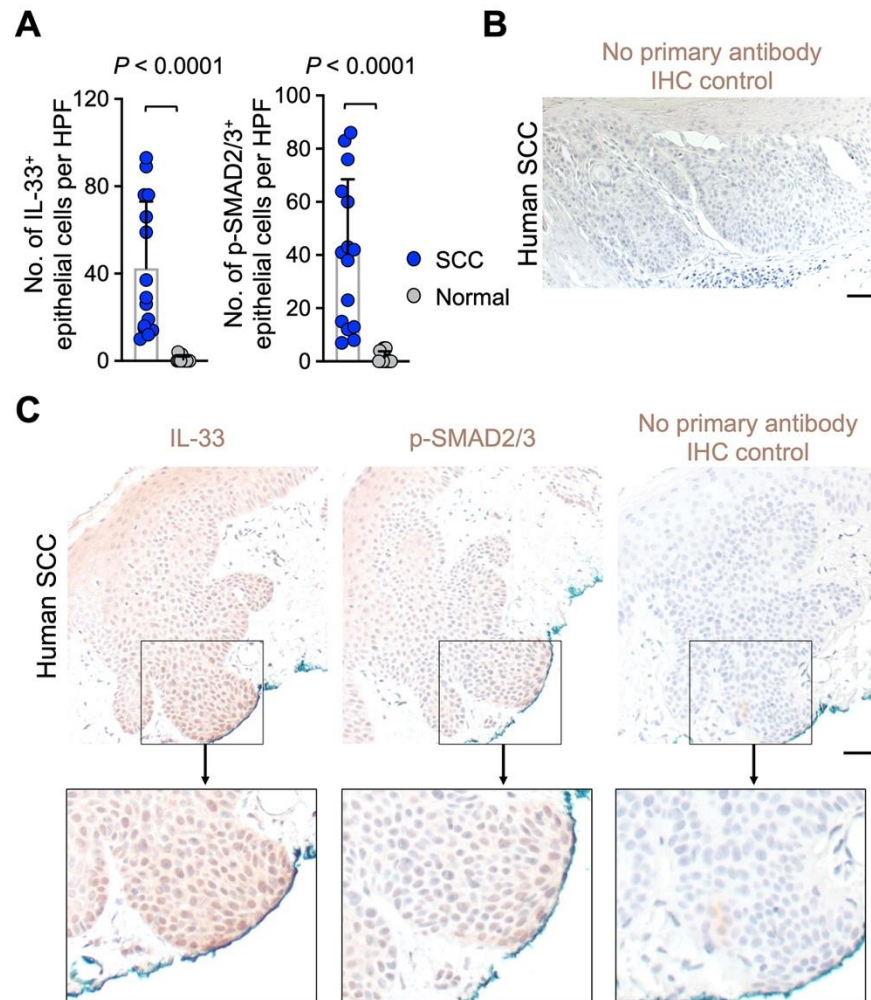 A
P < 0.0001
No. of IL-33⁺
epithelial cells per HPF
120
80
40
0
P < 0.0001
No. of p-SMAD2/3⁺
epithelial cells per HPF
100
80
60
40
20
0
SCC
Normal
B
No primary antibody
IHC control
Human SCC
C
IL-33
p-SMAD2/3
No primary antibody
IHC control
Human SCC